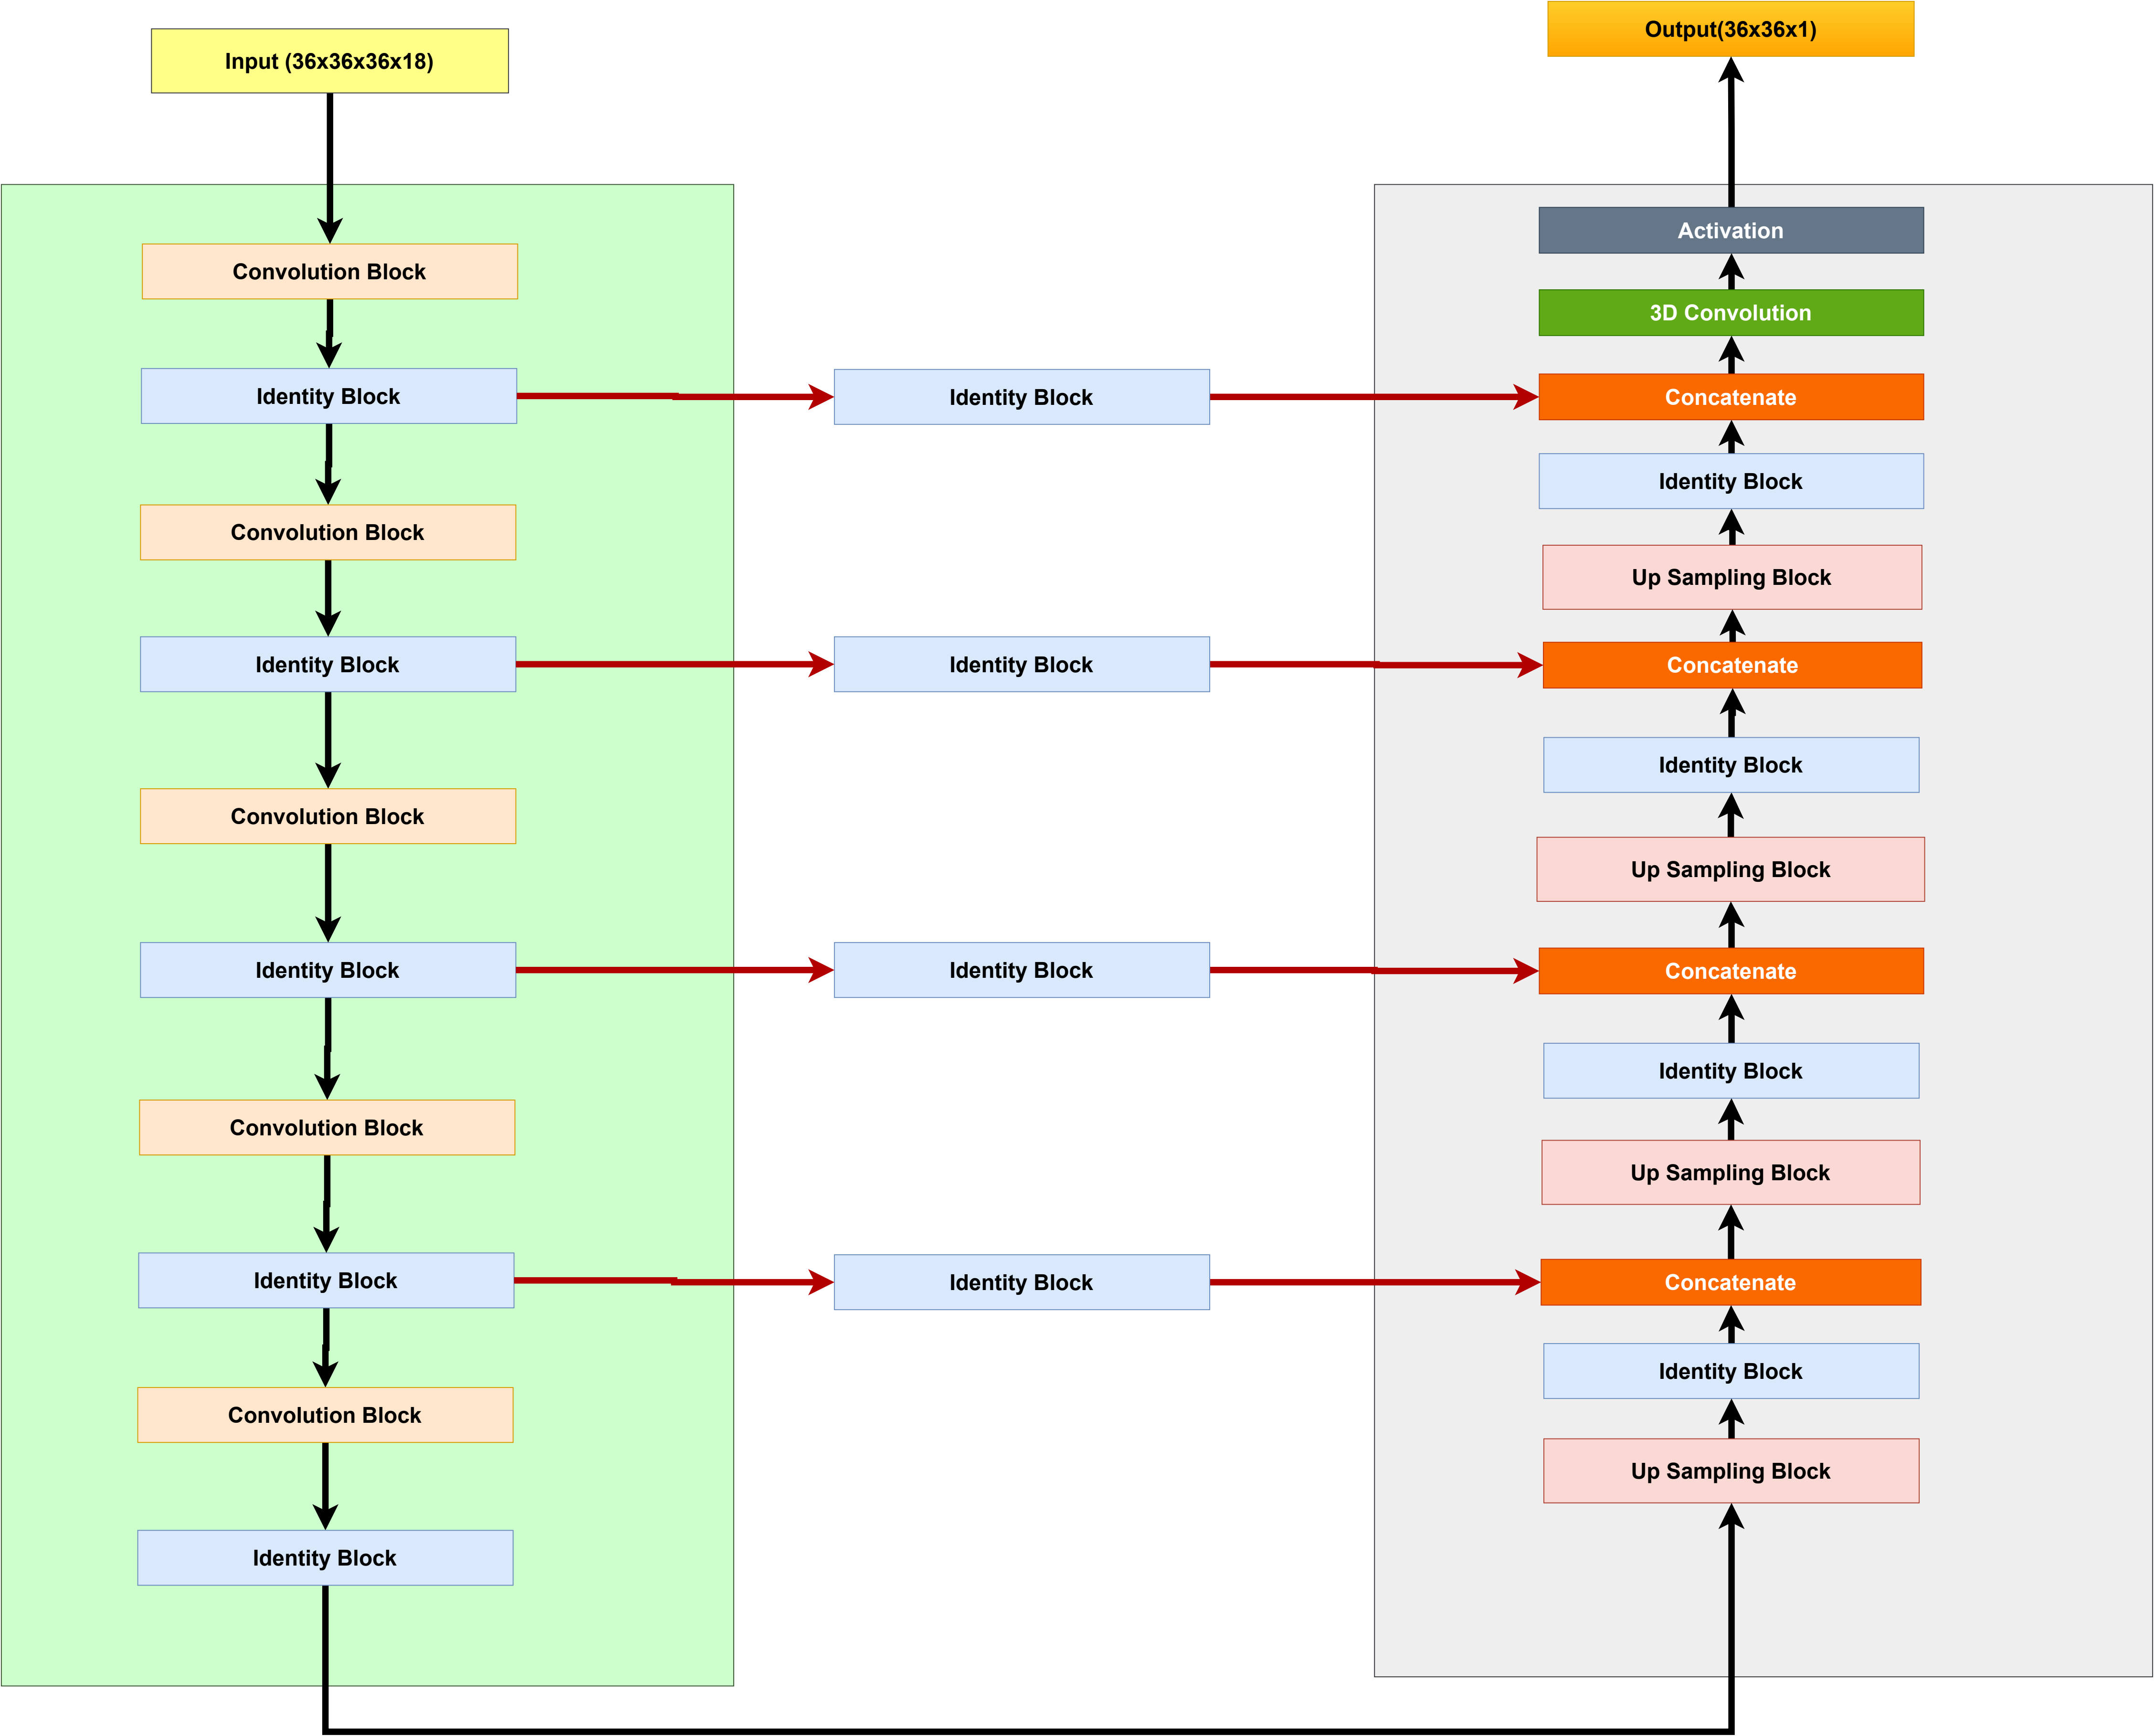 Input (36x36x36x18)
Convolution Block
Identity Block
Convolution Block
Identity Block
Convolution Block
Identity Block
Convolution Block
Identity Block
Convolution Block
Identity Block
Identity Block
Identity Block
Identity Block
Identity Block
Output(36x36x1)
Activation
3D Convolution
Concatenate
Identity Block
Up Sampling Block
Concatenate
Identity Block
Up Sampling Block
Concatenate
Identity Block
Up Sampling Block
Concatenate
Identity Block
Up Sampling Block